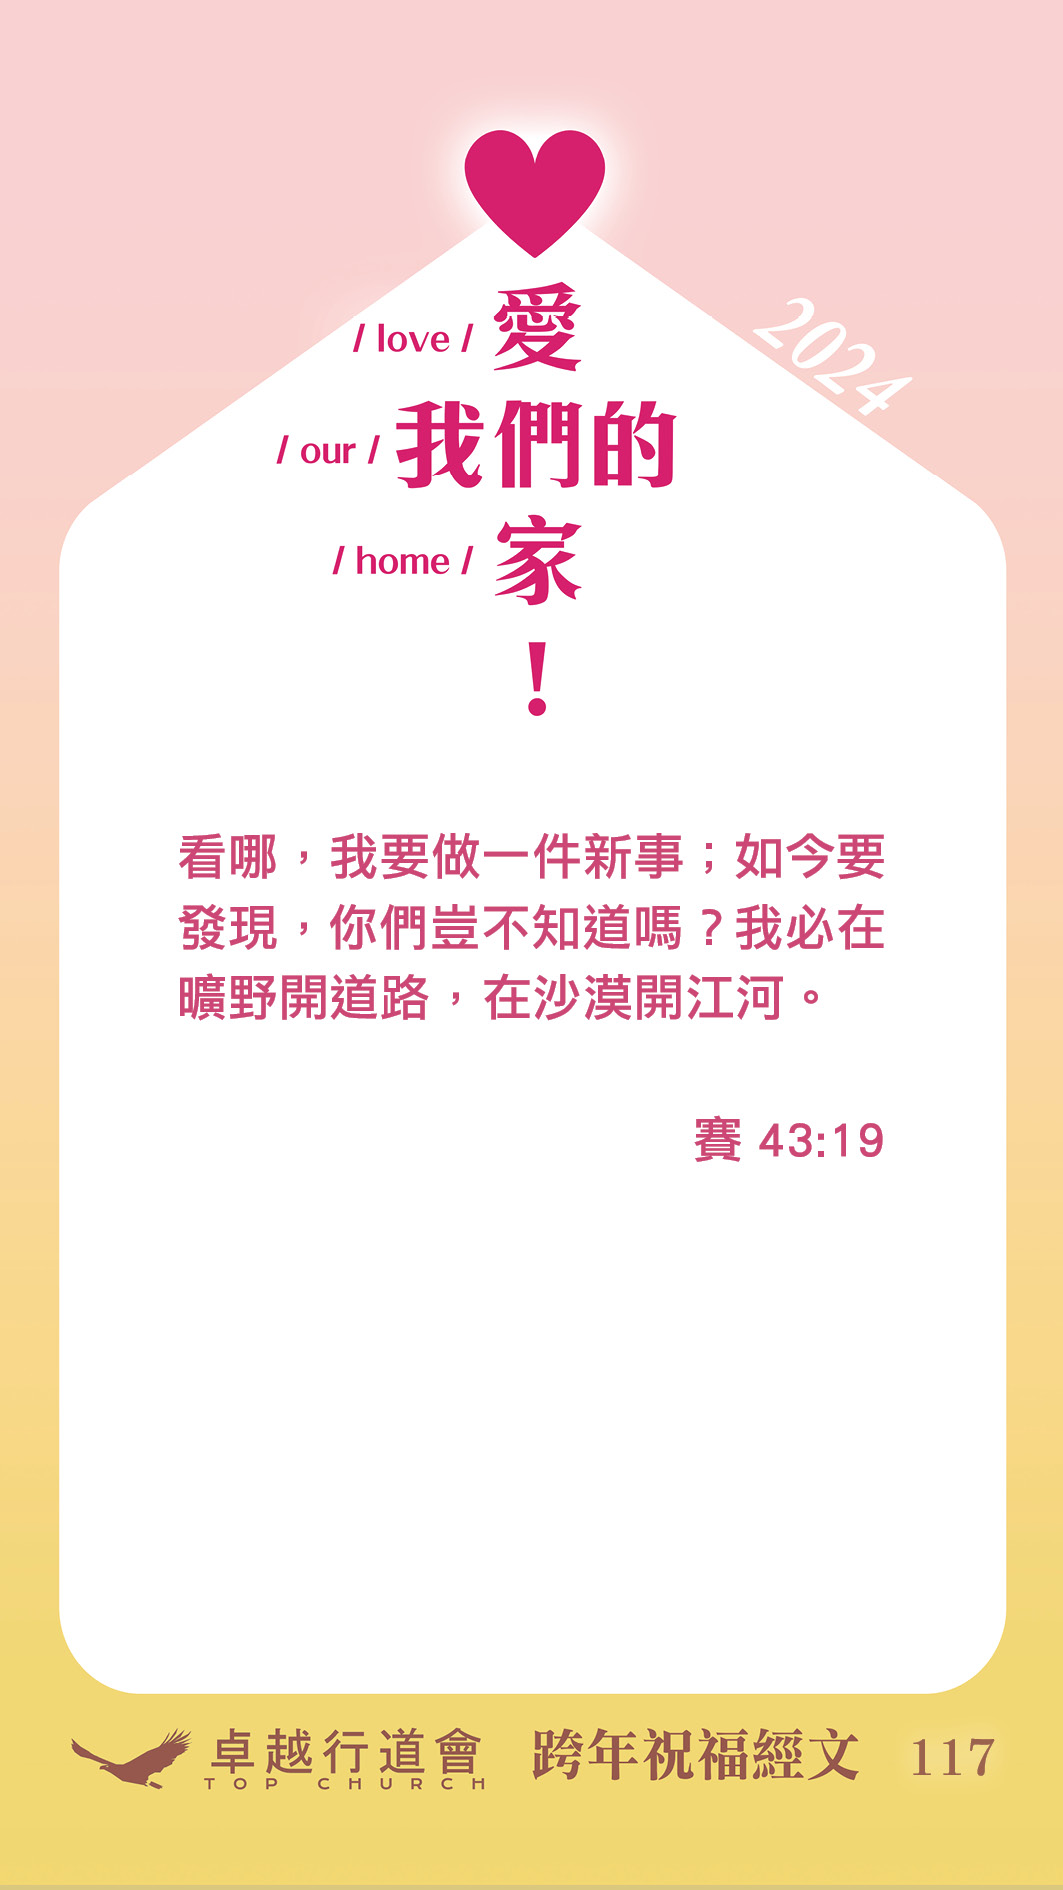 / love / 愛
2024
/ our / 我們的
/ home / 家
！
看哪，我要做一件新事；如今要
發現，你們豈不知道嗎？我必在
曠野開道路，在沙漠開江河。
賽 43:19
卓越行道會 跨年祝福經文 117
TOP CHURCH